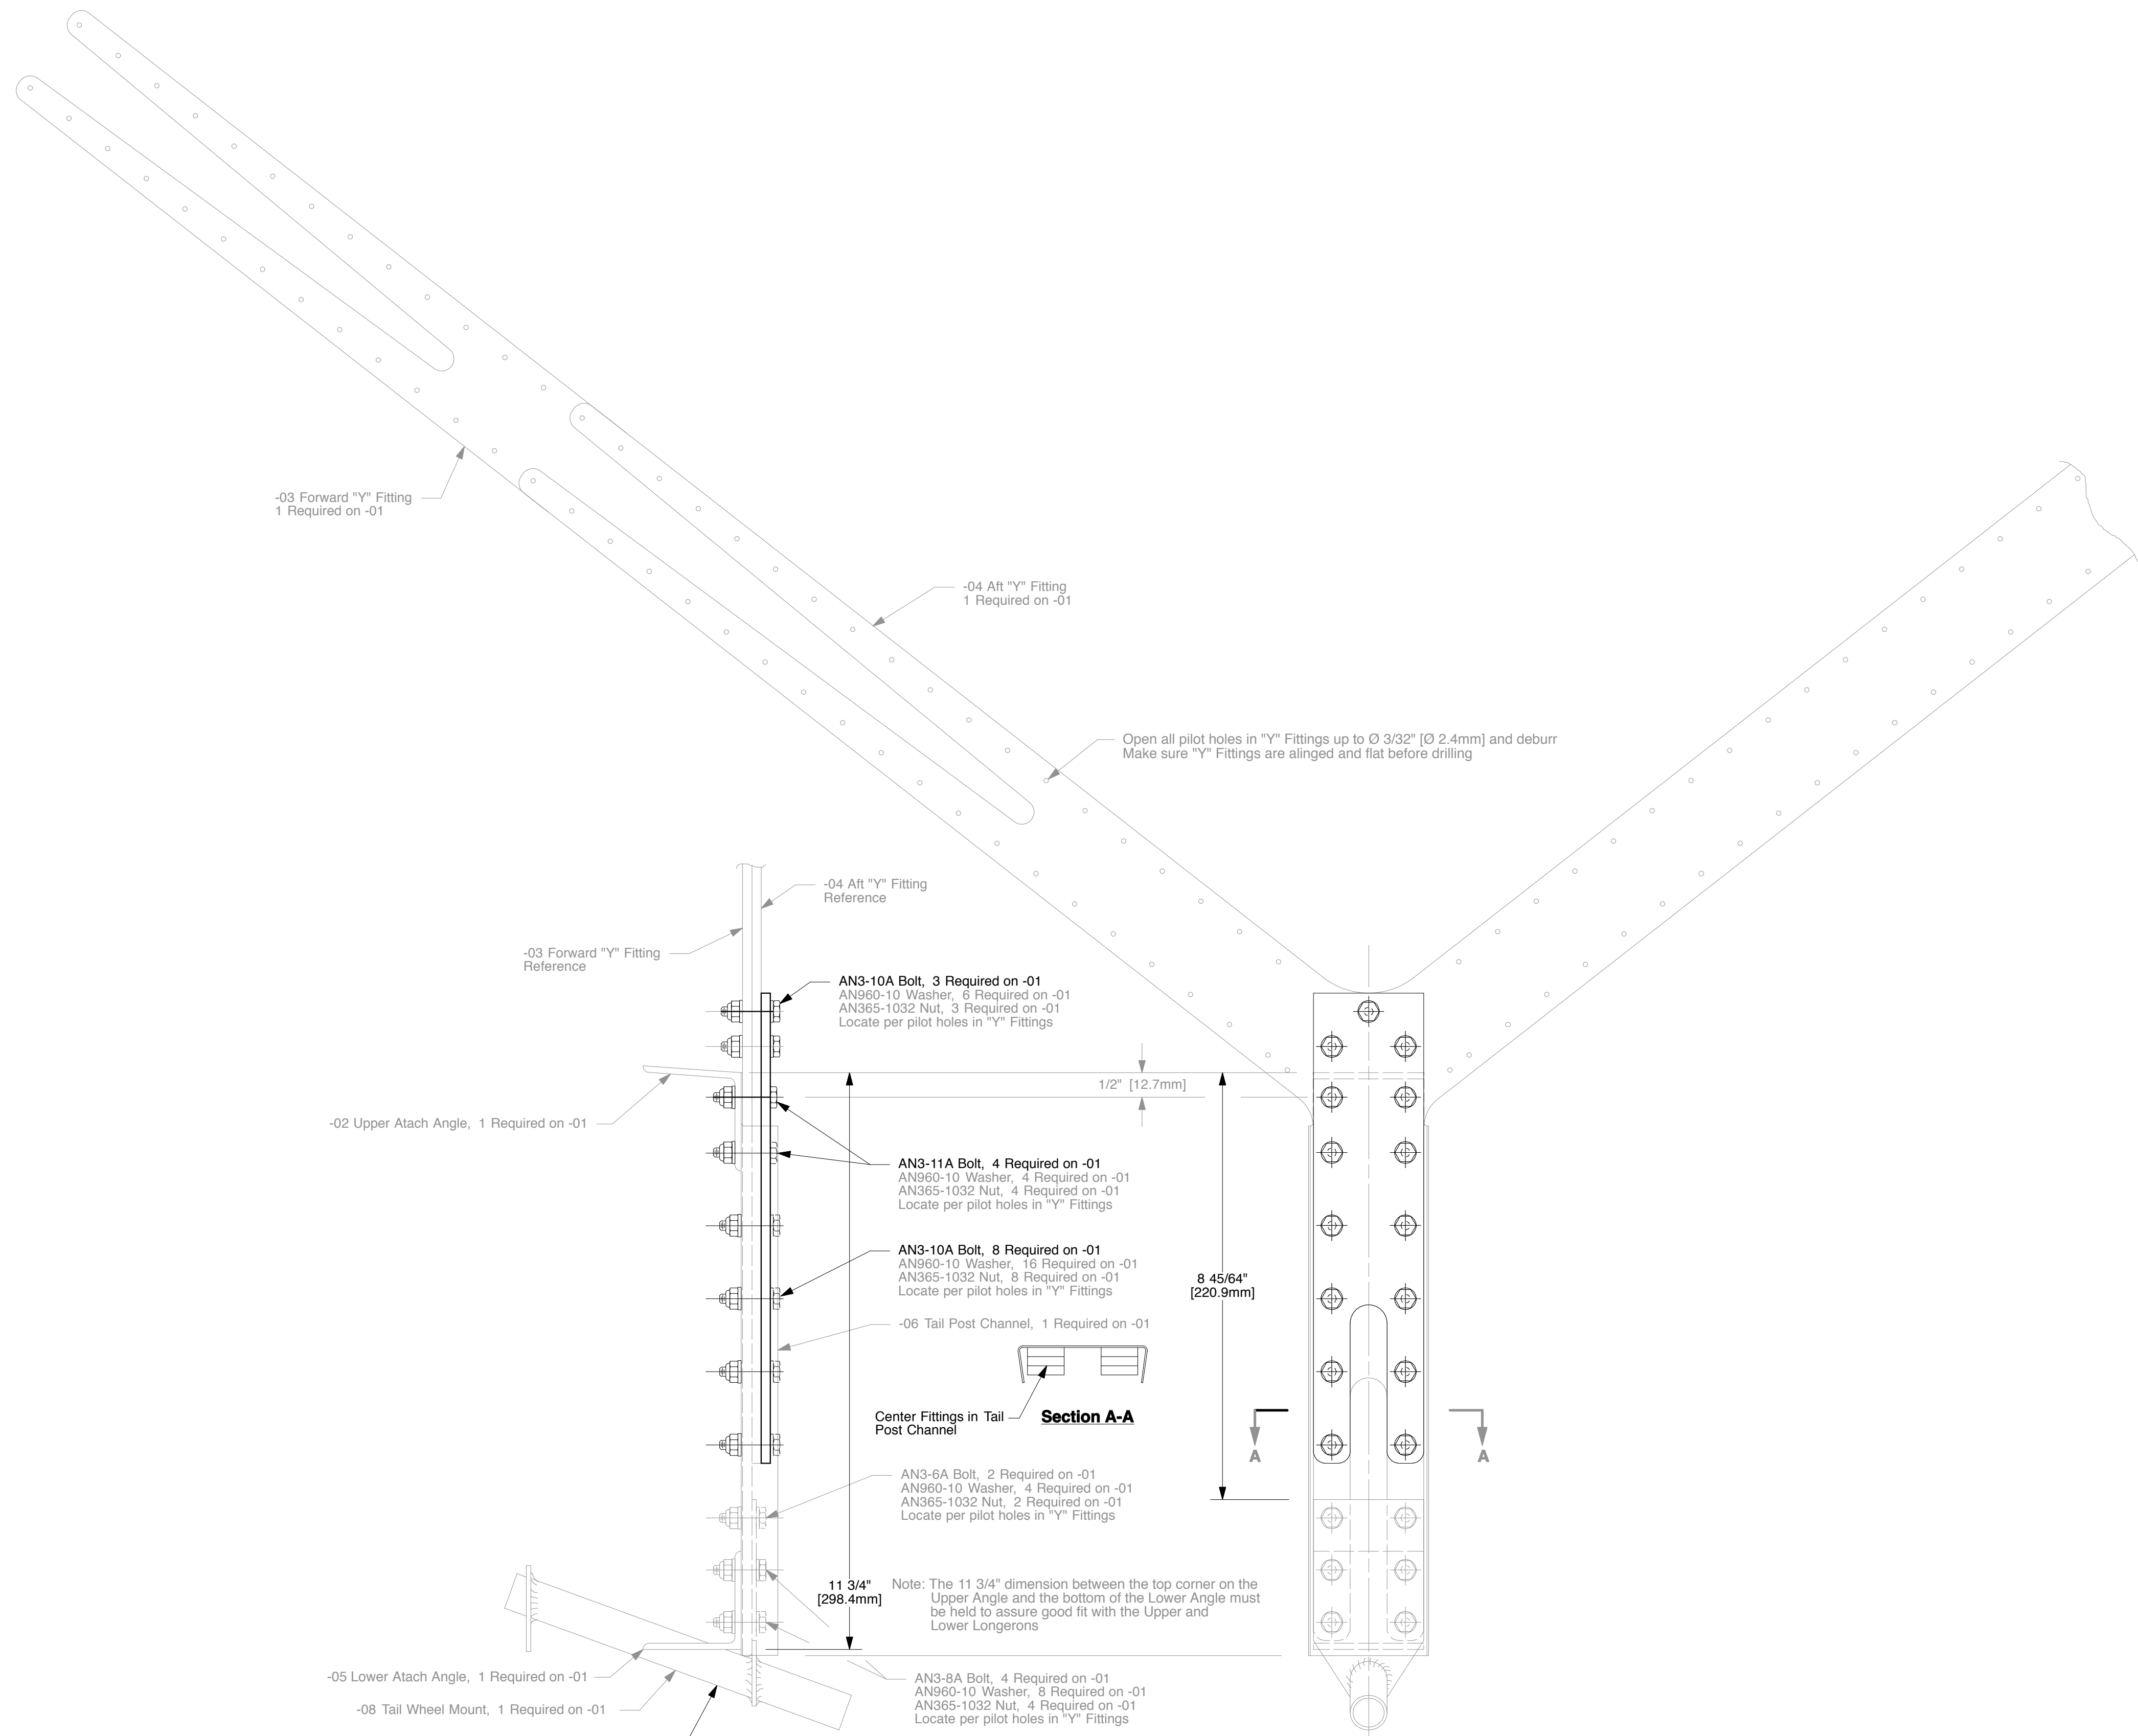 -03 Forward "Y" Fitting
1 Required on -01
-04 Aft "Y" Fitting
1 Required on -01
Open all pilot holes in "Y" Fittings up to Ø 3/32" [Ø 2.4mm] and deburr
Make sure "Y" Fittings are alinged and flat before drilling
-04 Aft "Y" Fitting
Reference
-03 Forward "Y" Fitting
Reference
AN3-10A Bolt, 3 Required on -01
AN960-10 Washer, 6 Required on -01
AN365-1032 Nut, 3 Required on -01
Locate per pilot holes in "Y" Fittings
1/2" [12.7mm]
-02 Upper Atach Angle, 1 Required on -01
AN3-11A Bolt, 4 Required on -01
AN960-10 Washer, 4 Required on -01
AN365-1032 Nut, 4 Required on -01
Locate per pilot holes in "Y" Fittings
AN3-10A Bolt, 8 Required on -01
AN960-10 Washer, 16 Required on -01
AN365-1032 Nut, 8 Required on -01
Locate per pilot holes in "Y" Fittings
8 45/64"
[220.9mm]
-06 Tail Post Channel, 1 Required on -01
Center Fittings in Tail
Post Channel
Section A-A
A
A
AN3-6A Bolt, 2 Required on -01
AN960-10 Washer, 4 Required on -01
AN365-1032 Nut, 2 Required on -01
Locate per pilot holes in "Y" Fittings
11 3/4"
[298.4mm]
Note: The 11 3/4" dimension between the top corner on the
Upper Angle and the bottom of the Lower Angle must
be held to assure good fit with the Upper and
Lower Longerons
-05 Lower Atach Angle, 1 Required on -01
-08 Tail Wheel Mount, 1 Required on -01
AN3-8A Bolt, 4 Required on -01
AN960-10 Washer, 8 Required on -01
AN365-1032 Nut, 4 Required on -01
Locate per pilot holes in "Y" Fittings